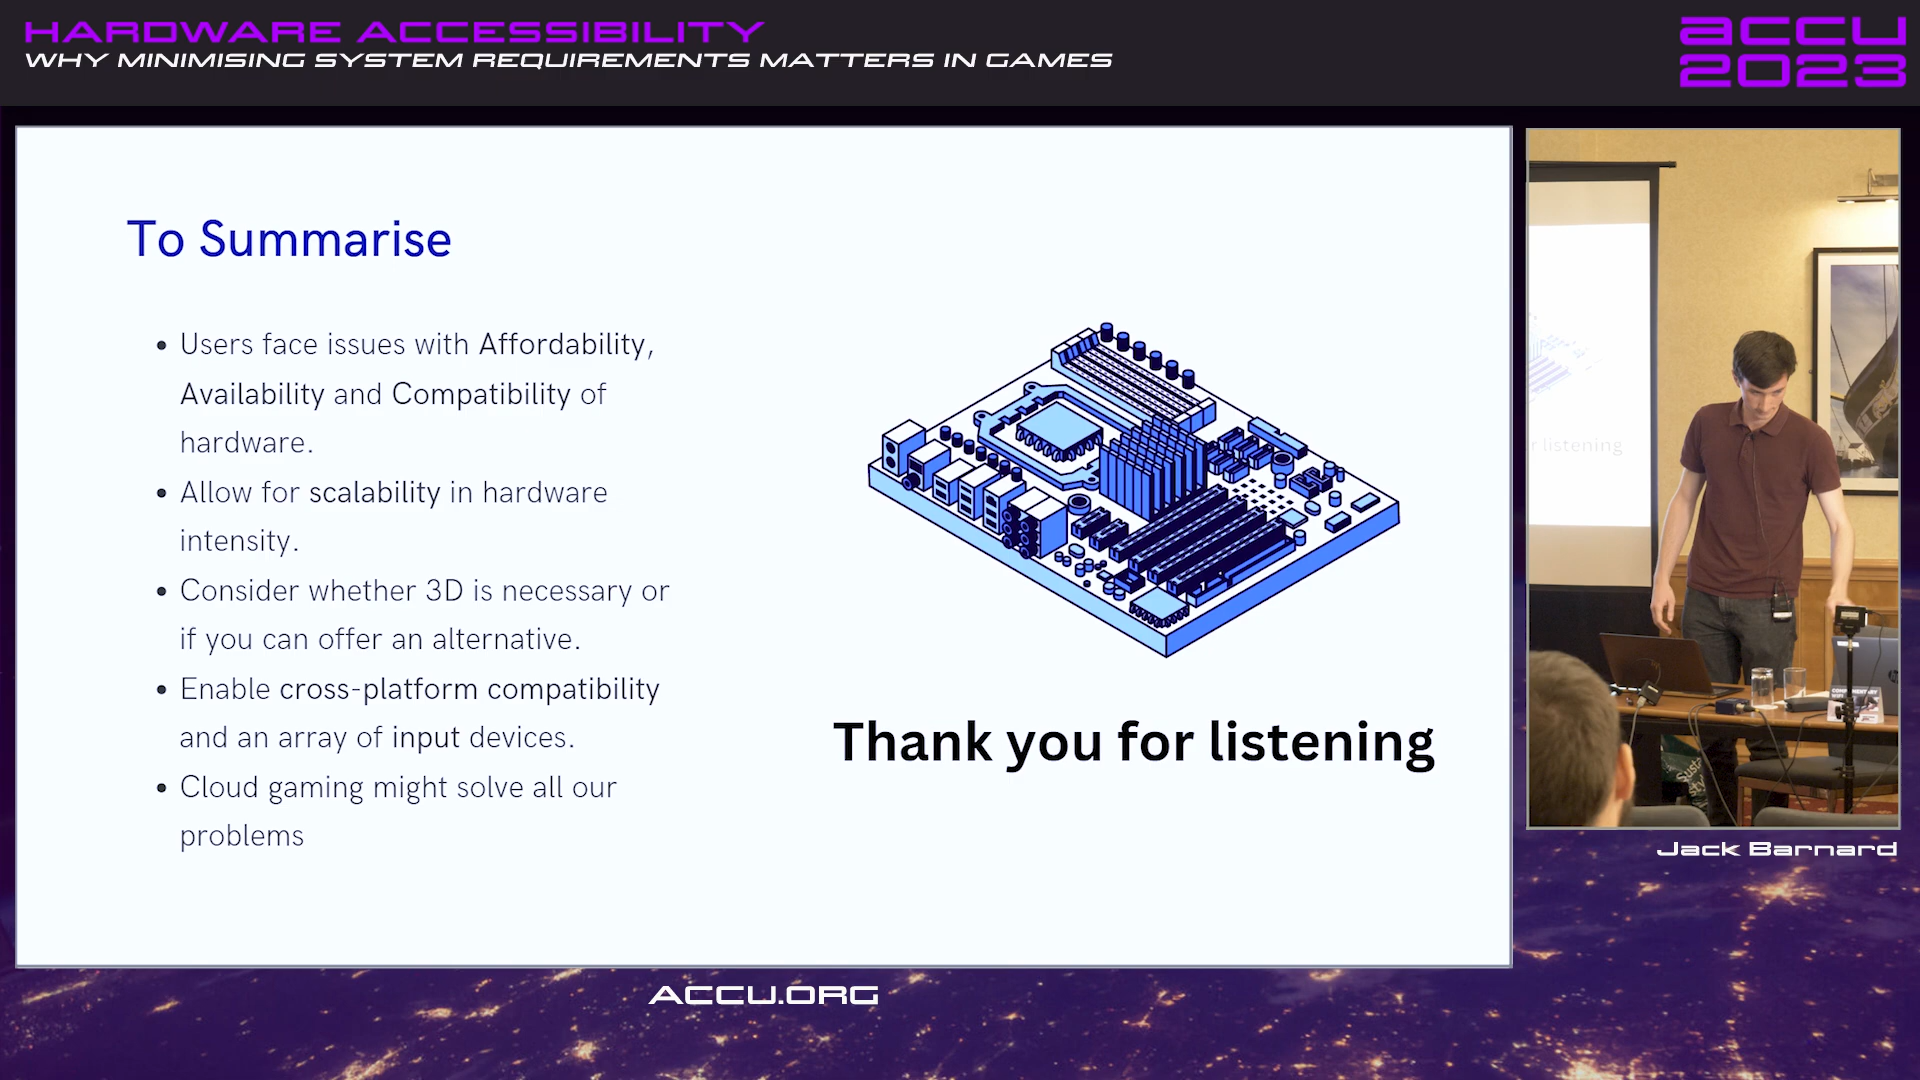 HARDWARE ACCESSIBILITY
WHY MINIMISING SYSTEM REQUIREMENTS MATTERS IN GAMES
accu
2023
To Summarise
• Users face issues with Affordability,
Availability and Compatibility of
hardware.
• Allow for scalability in hardware
intensity.
• Consider whether 3D is necessary or
if you can offer an alternative.
• Enable cross-platform compatibility
and an array of input devices.
• Cloud gaming might solve all our
problems
Thank you for listening
r listening
Jack Barnard
ACCU.ORG